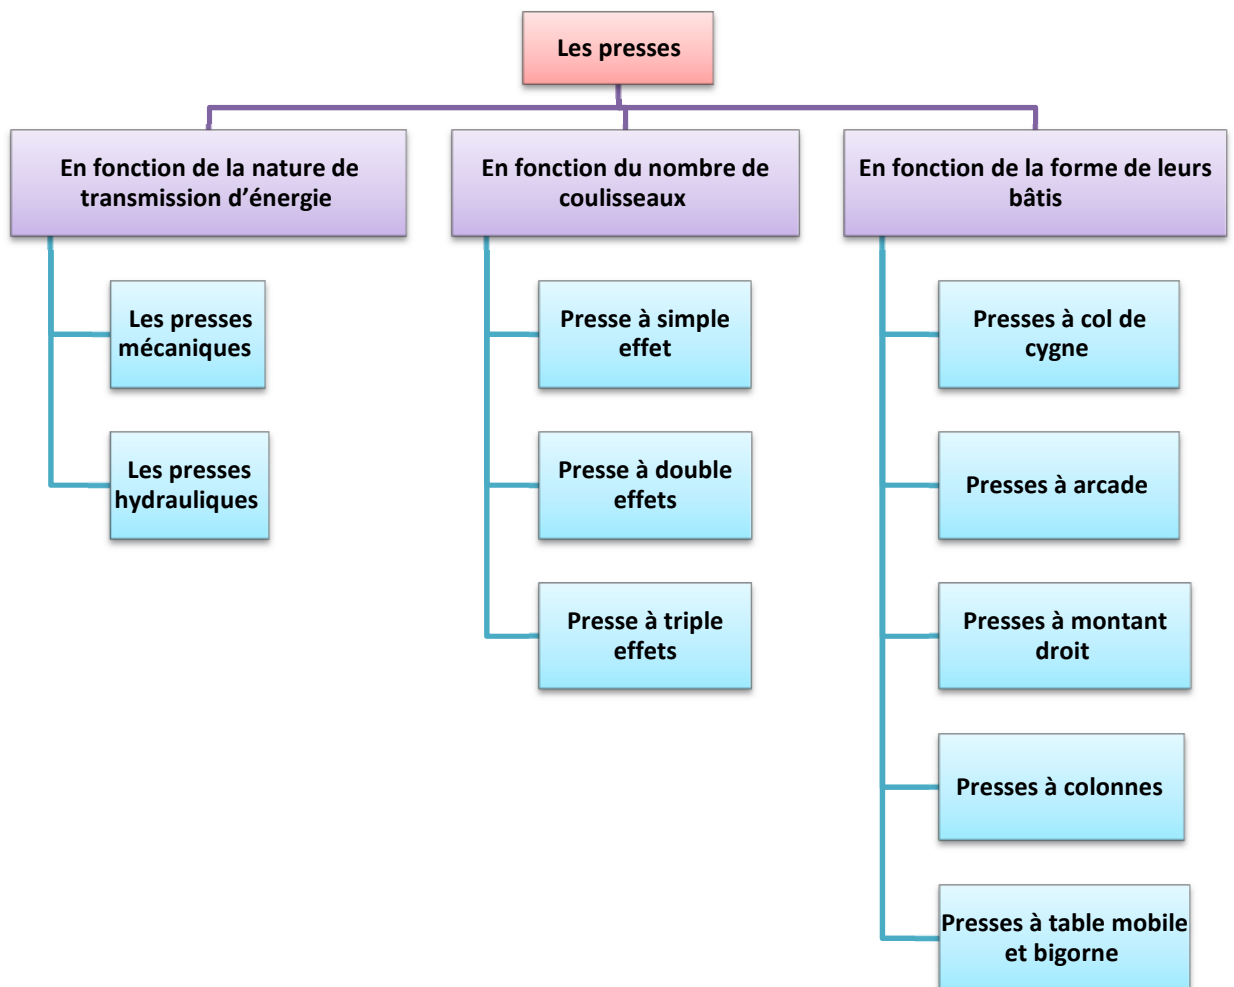 Les presses
En fonction de la nature de
transmission d’énergie
Les presses
mécaniques
Les presses
hydrauliques
En fonction du nombre de
coulisseaux
Presse à simple
effet
Presse à double
effets
Presse à triple
effets
En fonction de la forme de leurs
bâtis
Presses à col de
cygne
Presses à arcade
Presses à montant
droit
Presses à colonnes
Presses à table mobile
et bigorne